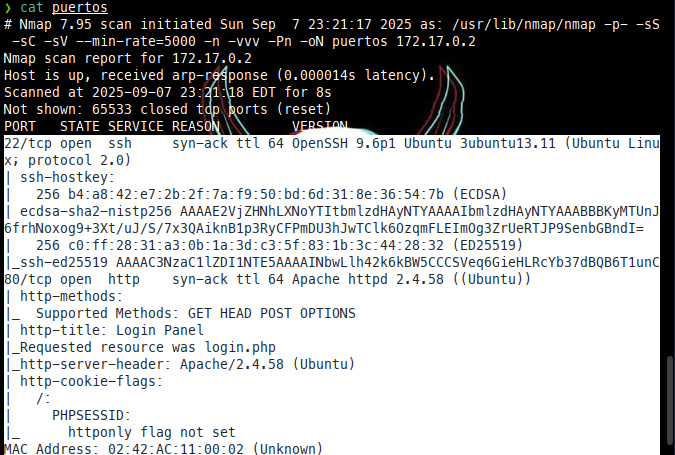 ❯ cat puertos
# Nmap 7.95 scan initiated Sun Sep  7 23:21:17 2025 as: /usr/lib/nmap/nmap -p- -sS
 -sC -sV --min-rate=5000 -n -vvv -Pn -oN puertos 172.17.0.2
Nmap scan report for 172.17.0.2
Host is up, received arp-response (0.000014s latency).
Scanned at 2025-09-07 23:21:18 EDT for 8s
Not shown: 65533 closed tcp ports (reset)
PORT   STATE SERVICE REASON         VERSION
22/tcp open  ssh     syn-ack ttl 64 OpenSSH 9.6p1 Ubuntu 3ubuntu13.11 (Ubuntu Linu
x; protocol 2.0)
| ssh-hostkey:
|   256 b4:a8:42:e7:2b:2f:7a:f9:50:bd:6d:31:8e:36:54:7b (ECDSA)
| ecdsa-sha2-nistp256 AAAAE2VjZHNhLXNoYTItbmlzdHAyNTYAAAAIbmlzdHAyNTYAAABBBKyMTUnJ
6frhNoxog9+3Xt/uJ/S/7x3QAiknB1p3RyCFPmDU3hJwTClk6OzqmFLEImOg3ZrUeRTJP9SenbGBndI=
|   256 c0:ff:28:31:a3:0b:1a:3d:c3:5f:83:1b:3c:44:28:32 (ED25519)
|_ssh-ed25519 AAAAC3NzaC1lZDI1NTE5AAAAINbwLlh42k6kBW5CCCSVeq6GieHLRcYb37dBQB6T1unC
80/tcp open  http    syn-ack ttl 64 Apache httpd 2.4.58 ((Ubuntu))
| http-methods:
|_  Supported Methods: GET HEAD POST OPTIONS
| http-title: Login Panel
|_Requested resource was login.php
|_http-server-header: Apache/2.4.58 (Ubuntu)
| http-cookie-flags:
|   /:
|     PHPSESSID:
|_      httponly flag not set
MAC Address: 02:42:AC:11:00:02 (Unknown)